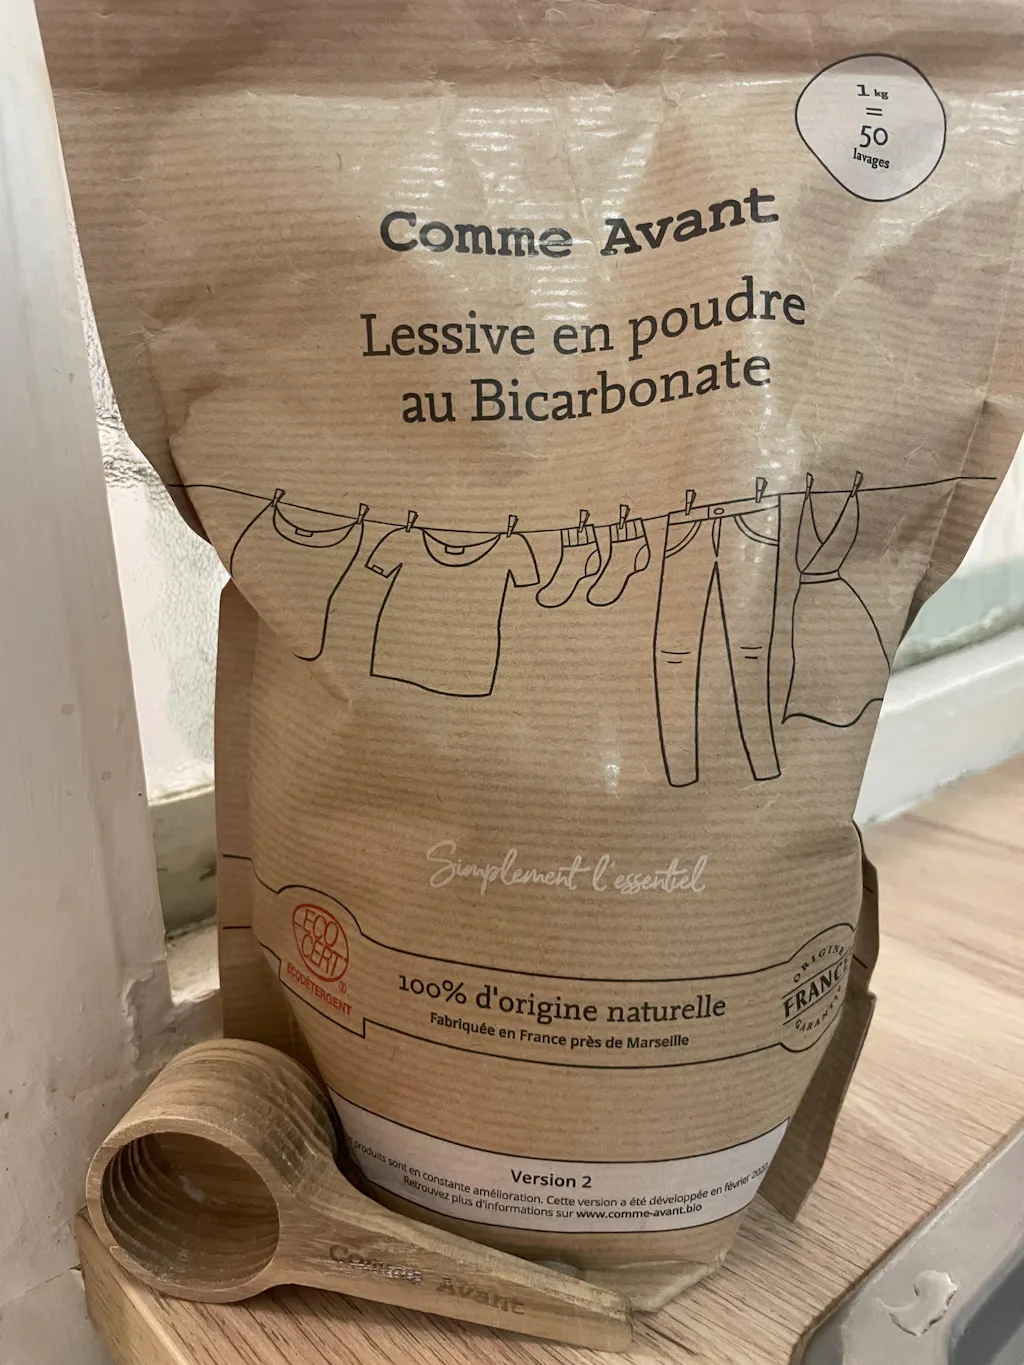 1 kg
=
50
lavages
Comme Avant
Lessive en poudre
au Bicarbonate
Simplement l'essentiel
ECO
CERT
®
ECODÉTERGENT
100% d'origine naturelle
Fabriquée en France près de Marseille
ORIGINE
FRANCE
GARANTIE
Version 2
produits sont en constante amélioration. Cette version a été développée en février
Retrouvez plus d'informations sur www.comme-avant.bio
Comme Avant